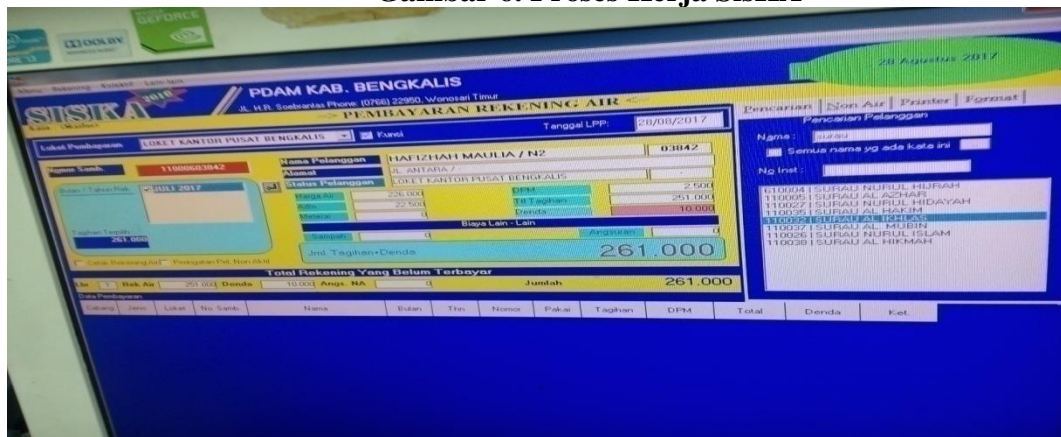 Gambar 6. Proses Kerja SISKA
GEFORCE
DOLBY
28 Agustus 2017
SISKA 2010
PDAM KAB. BENGKALIS
JL. H.R. Soebrantas Phone: (0766) 22950, Wonosari Timur
PEMBAYARAN REKENING AIR
Loket Pembayaran
LOKET KANTOR PUSAT BENGKALIS
Kunci
Tanggal LPP:
28/08/2017
Pencarian Non Air Printer Format
Pencarian Pelanggan
Nama : surau
Semua nama yg ada kata ini
No Inst :
610004 | SURAU NURUL HIJRAH
110005 | SURAU AL AZHAR
110027 | SURAU NURUL HIDAYAH
110035 | SURAU AL HAKIM
110032 | SURAU AL IKHLAS
110037 | SURAU AL MUBIN
110026 | SURAU NURUL ISLAM
110038 | SURAU AL HIKMAH
Nomor Samb. 11000603842
Nama Pelanggan HAFIZHAH MAULIA / N2 03842
Alamat JL. ANTARA /
Status Pelanggan LOKET KANTOR PUSAT BENGKALIS
Bulan / Tahun Rek.
JULI 2017
Harga Air 226.000 DPM 2.500
Adm 22.500 Ttl Tagihan 251.000
Meterai 0 Denda 10.000
Biaya Lain - Lain
Sampah 0 Angsuran 0
Tagihan Terpilih
261.000
Jml. Tagihan+Denda 261.000
Total Rekening Yang Belum Terbayar
Lbr 1 Rek. Air 251.000 Denda 10.000 Angs. NA 0 Jumlah 261.000
Data Pembayaran
Cabang Jenis Loket No. Samb. Nama Bulan Thn Nomor Pakai Tagihan DPM Total Denda Ket.